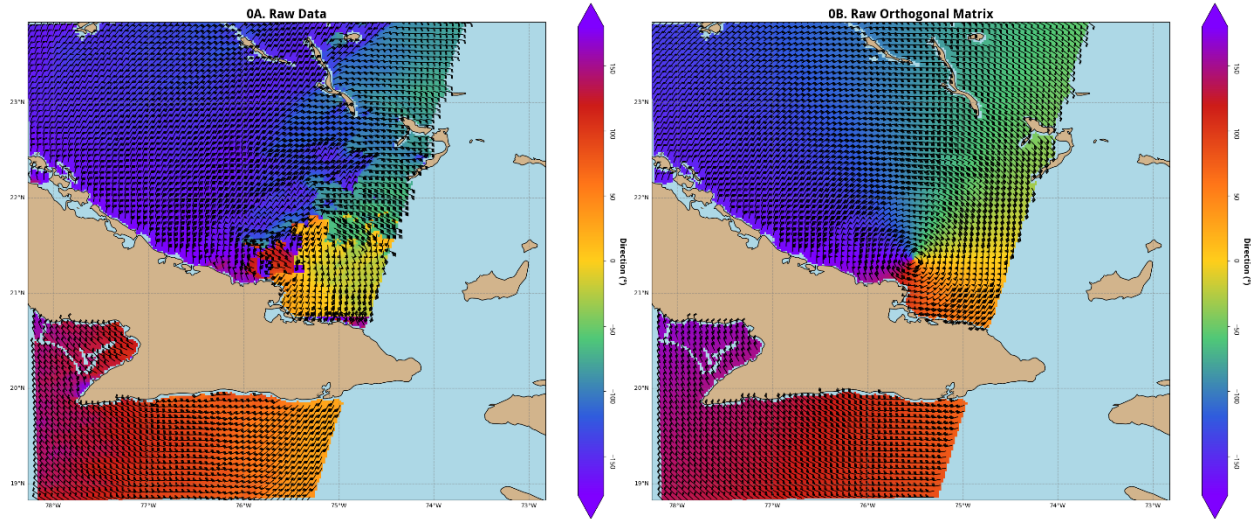 0A. Raw Data
23°N
22°N
21°N
20°N
19°N
78°W
77°W
76°W
75°W
74°W
73°W
150
100
50
0
−50
−100
−150
Direction (°)
0B. Raw Orthogonal Matrix
23°N
22°N
21°N
20°N
19°N
78°W
77°W
76°W
75°W
74°W
73°W
150
100
50
0
−50
−100
−150
Direction (°)